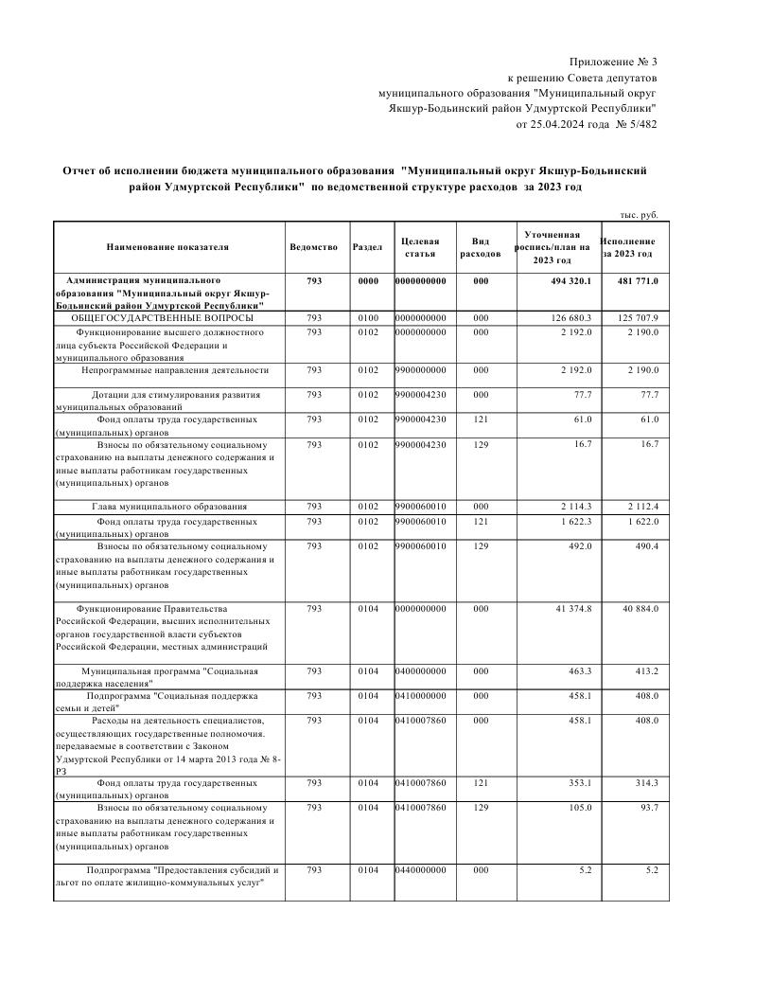 Приложение № 3
к решению Совета депутатов
муниципального образования "Муниципальный округ
Якшур-Бодьинский район Удмуртской Республики"
от 25.04.2024 года  № 5/482
Отчет об исполнении бюджета муниципального образования  "Муниципальный округ Якшур-Бодьинский
район Удмуртской Республики"  по ведомственной структуре расходов  за 2023 год
тыс. руб.
Наименование показателя Ведомство Раздел Целевая статья Вид расходов Уточненная роспись/план на 2023 год Исполнение за 2023 год
Администрация муниципального 793 0000 0000000000 000 494 320.1 481 771.0
образования "Муниципальный округ Якшур-
Бодьинский район Удмуртской Республики"
ОБЩЕГОСУДАРСТВЕННЫЕ ВОПРОСЫ 793 0100 0000000000 000 126 680.3 125 707.9
Функционирование высшего должностного 793 0102 0000000000 000 2 192.0 2 190.0
лица субъекта Российской Федерации и
муниципального образования
Непрограммные направления деятельности 793 0102 9900000000 000 2 192.0 2 190.0
Дотации для стимулирования развития 793 0102 9900004230 000 77.7 77.7
муниципальных образований
Фонд оплаты труда государственных 793 0102 9900004230 121 61.0 61.0
(муниципальных) органов
Взносы по обязательному социальному 793 0102 9900004230 129 16.7 16.7
страхованию на выплаты денежного содержания и
иные выплаты работникам государственных
(муниципальных) органов
Глава муниципального образования 793 0102 9900060010 000 2 114.3 2 112.4
Фонд оплаты труда государственных 793 0102 9900060010 121 1 622.3 1 622.0
(муниципальных) органов
Взносы по обязательному социальному 793 0102 9900060010 129 492.0 490.4
страхованию на выплаты денежного содержания и
иные выплаты работникам государственных
(муниципальных) органов
Функционирование Правительства 793 0104 0000000000 000 41 374.8 40 884.0
Российской Федерации, высших исполнительных
органов государственной власти субъектов
Российской Федерации, местных администраций
Муниципальная программа "Социальная 793 0104 0400000000 000 463.3 413.2
поддержка населения"
Подпрограмма "Социальная поддержка 793 0104 0410000000 000 458.1 408.0
семьи и детей"
Расходы на деятельность специалистов, 793 0104 0410007860 000 458.1 408.0
осуществляющих государственные полномочия.
передаваемые в соответствии с Законом
Удмуртской Республики от 14 марта 2013 года № 8-
РЗ
Фонд оплаты труда государственных 793 0104 0410007860 121 353.1 314.3
(муниципальных) органов
Взносы по обязательному социальному 793 0104 0410007860 129 105.0 93.7
страхованию на выплаты денежного содержания и
иные выплаты работникам государственных
(муниципальных) органов
Подпрограмма "Предоставления субсидий и 793 0104 0440000000 000 5.2 5.2
льгот по оплате жилищно-коммунальных услуг"